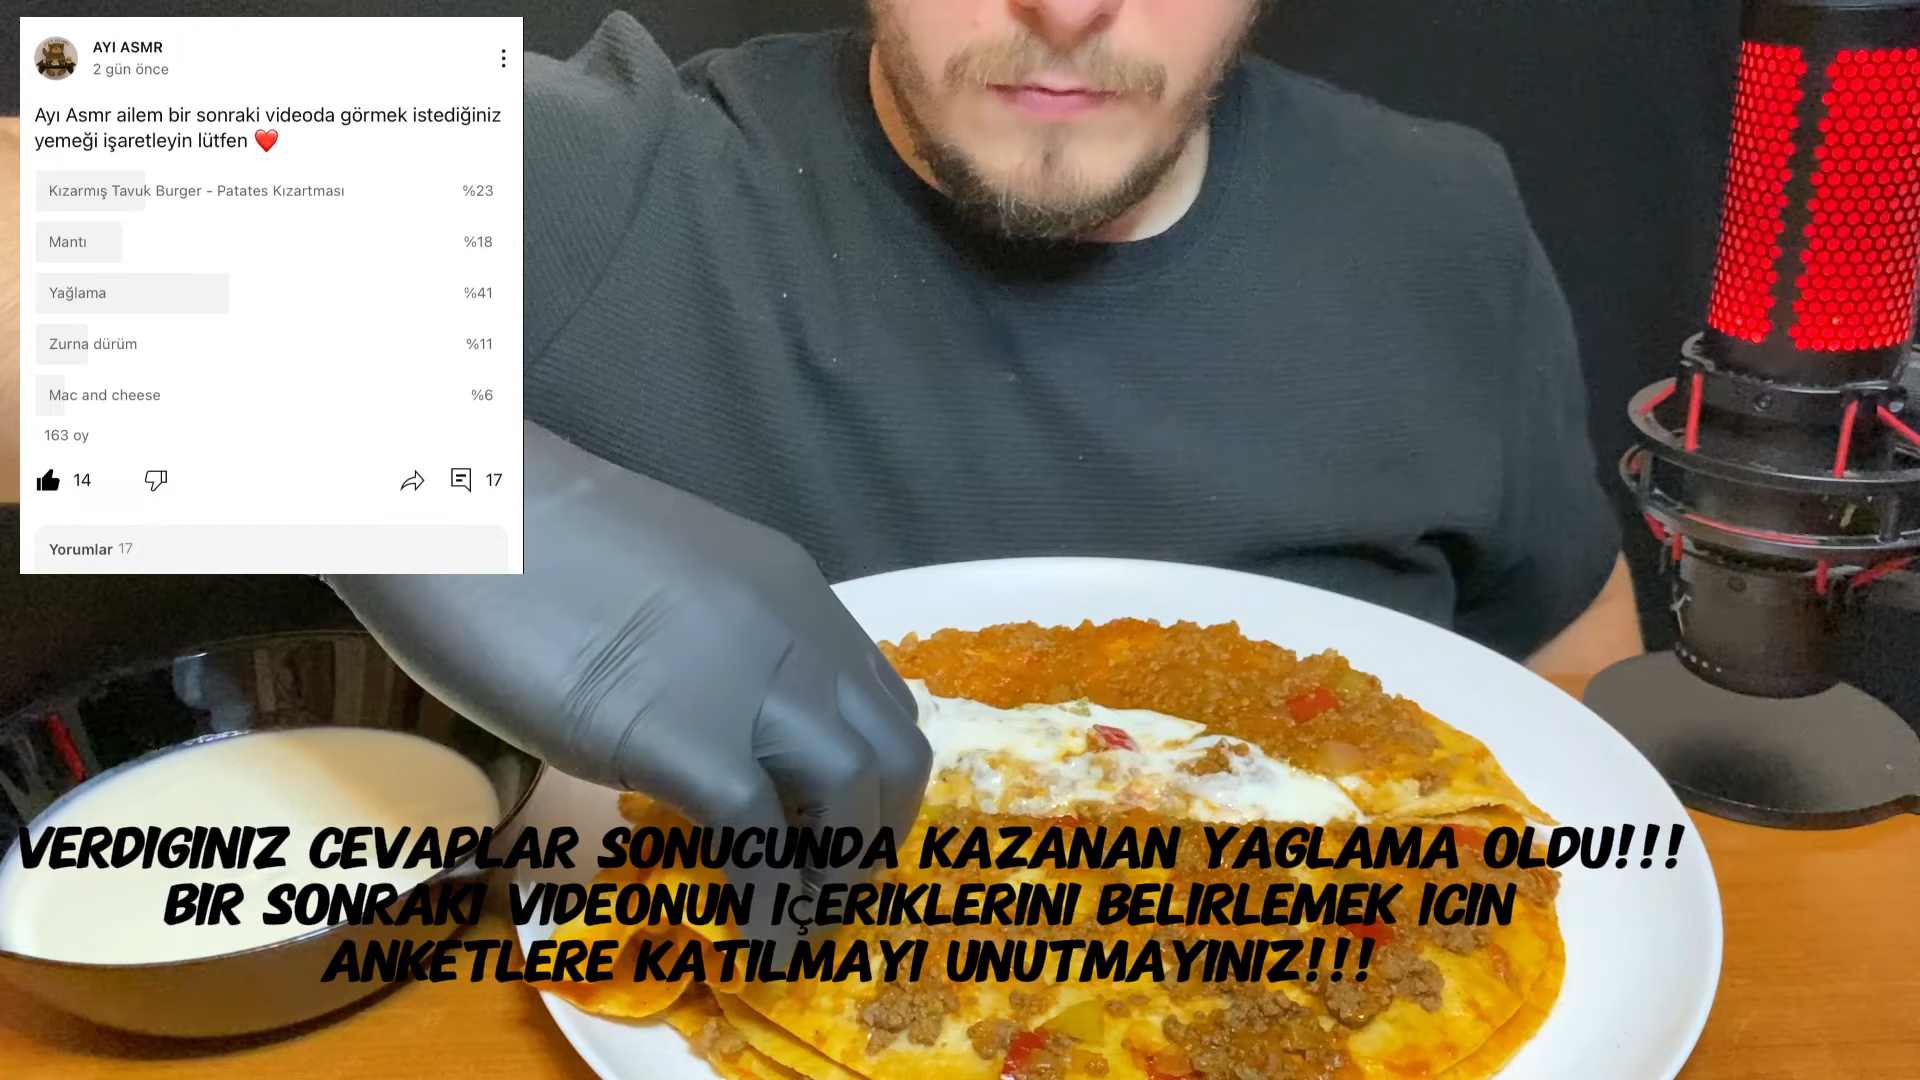 AYI ASMR
2 gün önce
Ayı Asmr ailem bir sonraki videoda görmek istediğiniz
yemeği işaretleyin lütfen ❤️
Kızarmış Tavuk Burger - Patates Kızartması %23
Mantı %18
Yağlama %41
Zurna dürüm %11
Mac and cheese %6
163 oy
14 17
Yorumlar 17
VERDIGINIZ CEVAPLAR SONUCUNDA KAZANAN YAGLAMA OLDU!!!
BIR SONRAKI VIDEONUN IÇERIKLERINI BELIRLEMEK ICIN
ANKETLERE KATILMAYI UNUTMAYINIZ!!!